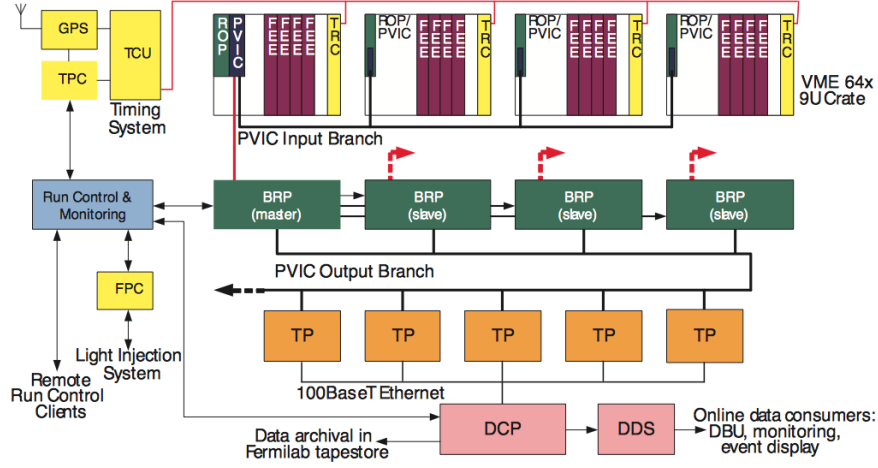 GPS
TCU
TPC
Timing
System
ROP
PVIC
FEE
FEE
FEE
FEE
TRC
ROP/
PVIC
FEE
FEE
FEE
FEE
TRC
ROP/
PVIC
FEE
FEE
FEE
FEE
TRC
ROP/
PVIC
FEE
FEE
FEE
FEE
TRC
VME 64x
9U Crate
PVIC Input Branch
Run Control &
Monitoring
BRP
(master)
BRP
(slave)
BRP
(slave)
BRP
(slave)
PVIC Output Branch
FPC
Light Injection
System
Remote
Run Control
Clients
TP
TP
TP
TP
TP
100BaseT Ethernet
DCP
DDS
Data archival in
Fermilab tapestore
Online data consumers:
DBU, monitoring,
event display